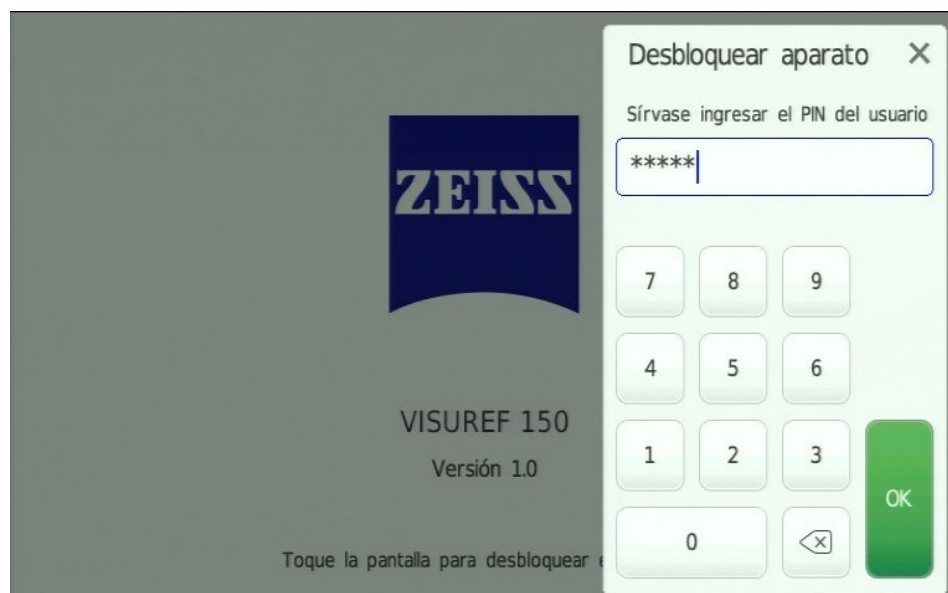 Desbloquear aparato
Sírvase ingresar el PIN del usuario
*****
ZEISS
7 8 9
4 5 6
1 2 3
OK
0
VISUREF 150
Versión 1.0
Toque la pantalla para desbloquear